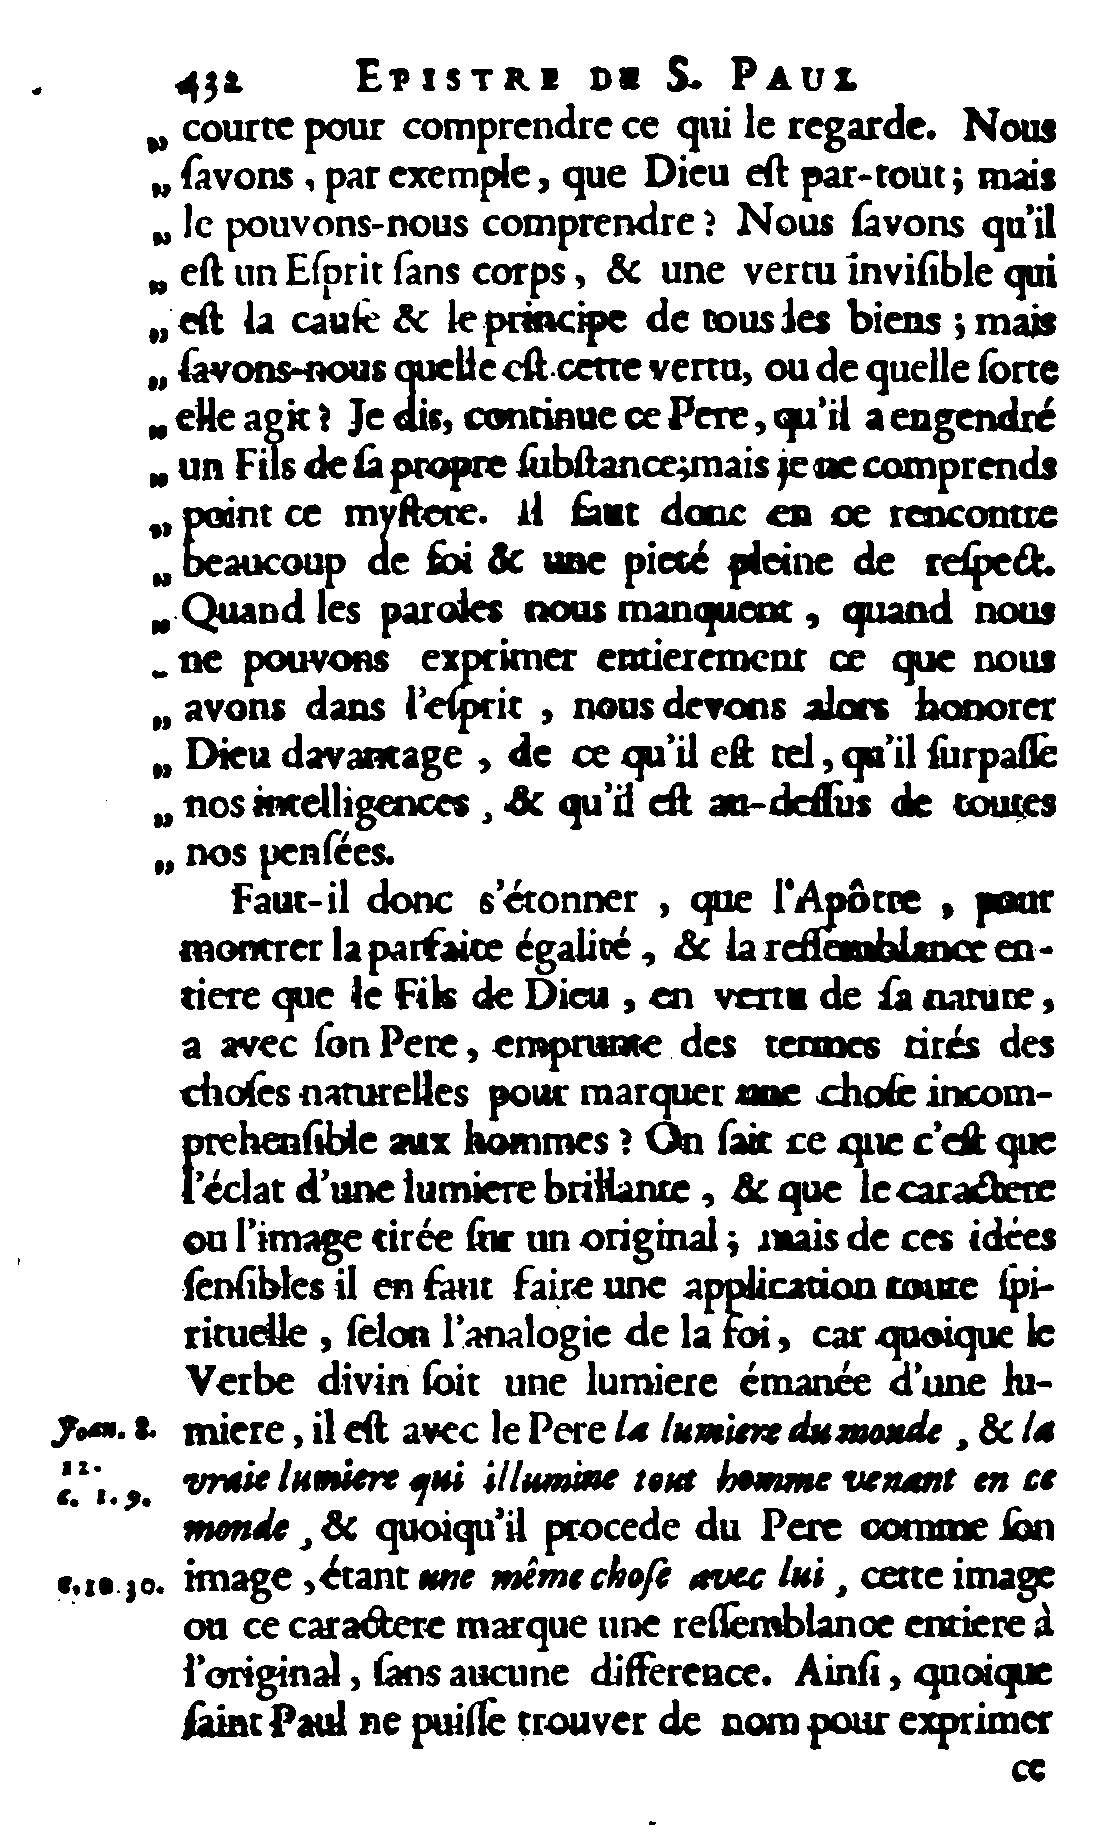 432 EPISTRE DE S. PAUL
„ courte pour comprendre ce qui le regarde. Nous
„ ſavons, par exemple, que Dieu eſt par-tout; mais
„ le pouvons-nous comprendre? Nous ſavons qu'il
„ eſt un Eſprit ſans corps, & une vertu inviſible qui
„ eſt la cauſe & le principe de tous les biens; mais
„ ſavons-nous quelle eſt cette vertu, ou de quelle ſorte
„ elle agit? Je dis, continue ce Pere, qu'il a engendré
„ un Fils de ſa propre ſubſtance; mais je ne comprends
„ point ce myſtere. Il faut donc en ce rencontre
„ beaucoup de foi & une pieté pleine de reſpect.
„ Quand les paroles nous manquent, quand nous
„ ne pouvons exprimer entierement ce que nous
„ avons dans l'eſprit, nous devons alors honorer
„ Dieu davantage, de ce qu'il eſt tel, qu'il ſurpaſſe
„ nos intelligences, & qu'il eſt au-deſſus de toutes
„ nos penſées.
Faut-il donc s'étonner, que l'Apôtre, pour
montrer la parfaite égalité, & la reſſemblance en-
tiere que le Fils de Dieu, en vertu de ſa nature,
a avec ſon Pere, emprunte des termes tirés des
choſes naturelles pour marquer une choſe incom-
prehenſible aux hommes? On ſait ce que c'eſt que
l'éclat d'une lumiere brillante, & que le caractere
ou l'image tirée ſur un original; mais de ces idées
ſenſibles il en faut faire une application toute ſpi-
rituelle, ſelon l'analogie de la foi, car quoique le
Verbe divin ſoit une lumiere émanée d'une lu-
Joan. 8. miere, il eſt avec le Pere la lumiere du monde, & la
12. vraie lumiere qui illumine tout homme venant en ce
c. 1. 9. monde, & quoiqu'il procede du Pere comme ſon
c. 10. 30. image, étant une même choſe avec lui, cette image
ou ce caractere marque une reſſemblance entiere à
l'original, ſans aucune difference. Ainſi, quoique
ſaint Paul ne puiſſe trouver de nom pour exprimer
ce